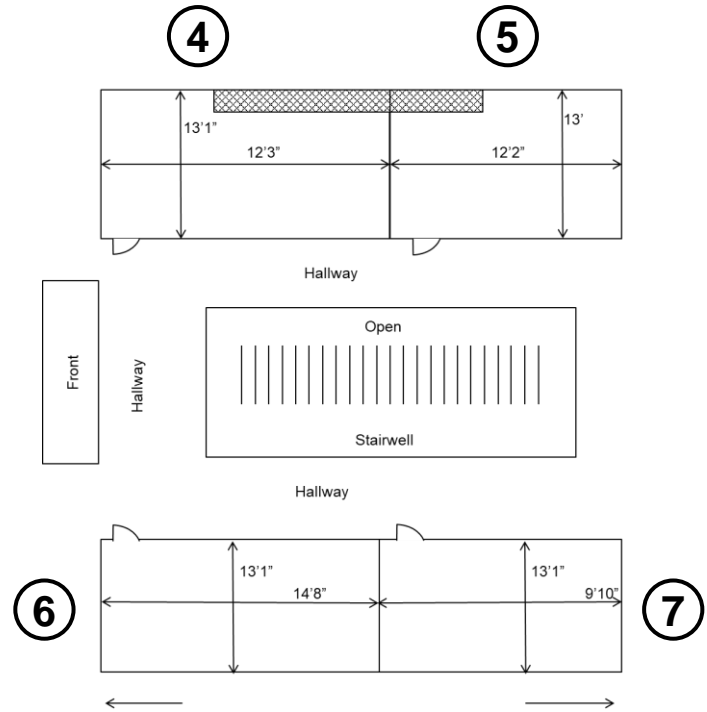 4
5
13'1"
13'
12'3"
12'2"
Hallway
Open
Front
Hallway
Stairwell
Hallway
13'1"
13'1"
14'8"
9'10"
6
7